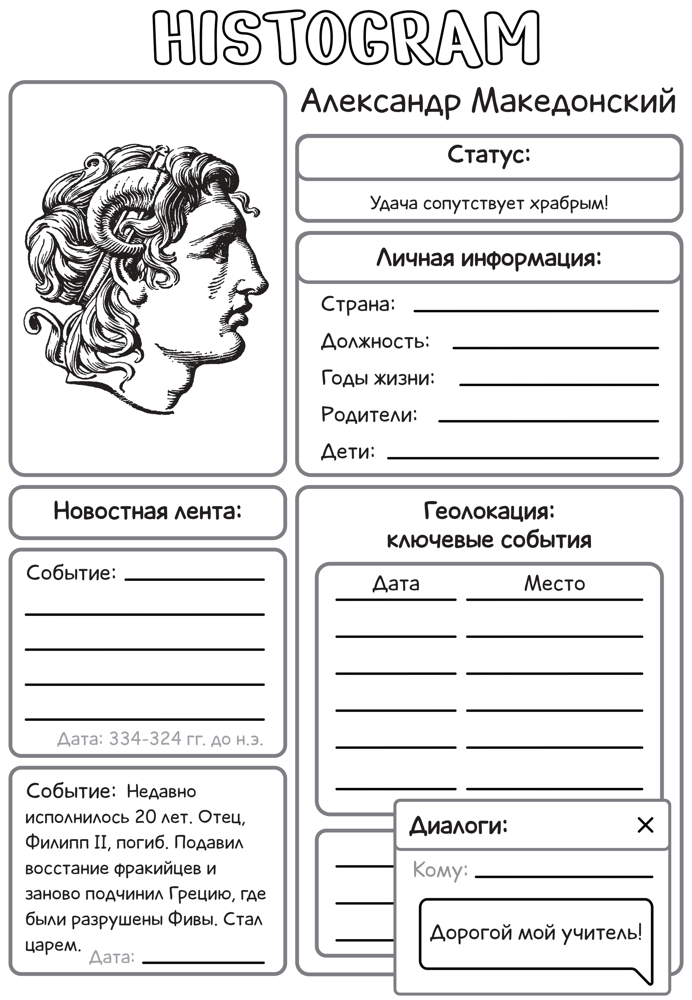 HISTOGRAM
Александр Македонский
Статус:
Удача сопутствует храбрым!
Личная информация:
Страна:
Должность:
Годы жизни:
Родители:
Дети:
Новостная лента:
Событие:
Дата: 334-324 гг. до н.э.
Событие: Недавно
исполнилось 20 лет. Отец,
Филипп II, погиб. Подавил
восстание фракийцев и
заново подчинил Грецию, где
были разрушены Фивы. Стал
царем.
Дата:
Геолокация:
ключевые события
Дата Место
Диалоги:
Кому:
Дорогой мой учитель!